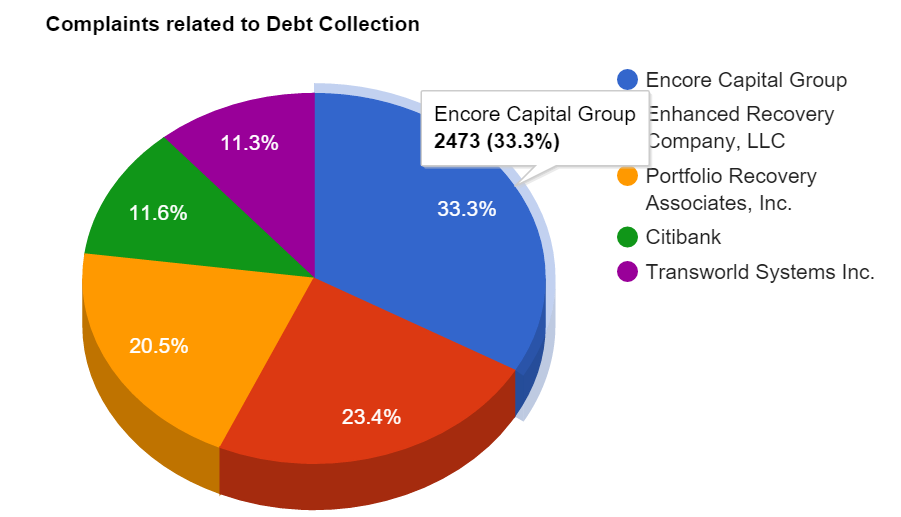 Complaints related to Debt Collection
Encore Capital Group
Encore Capital Group
2473 (33.3%)
Enhanced Recovery
Company, LLC
Portfolio Recovery
Associates, Inc.
Citibank
Transworld Systems Inc.
11.3%
33.3%
11.6%
20.5%
23.4%